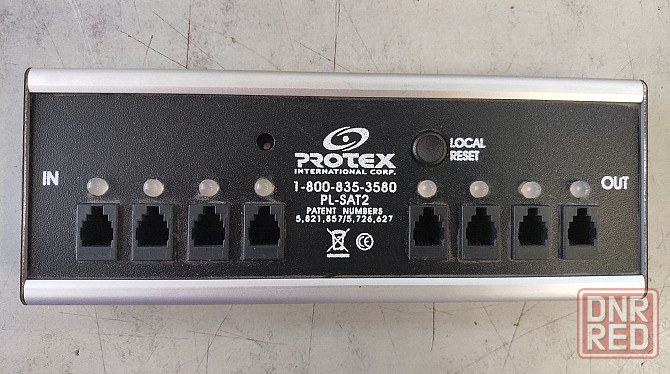 PROTEX
INTERNATIONAL CORP.
LOCAL
RESET
IN
1-800-835-3580
OUT
PL-SAT2
PATENT NUMBERS
5,821,857/5,726,627
CE
DNR
RED